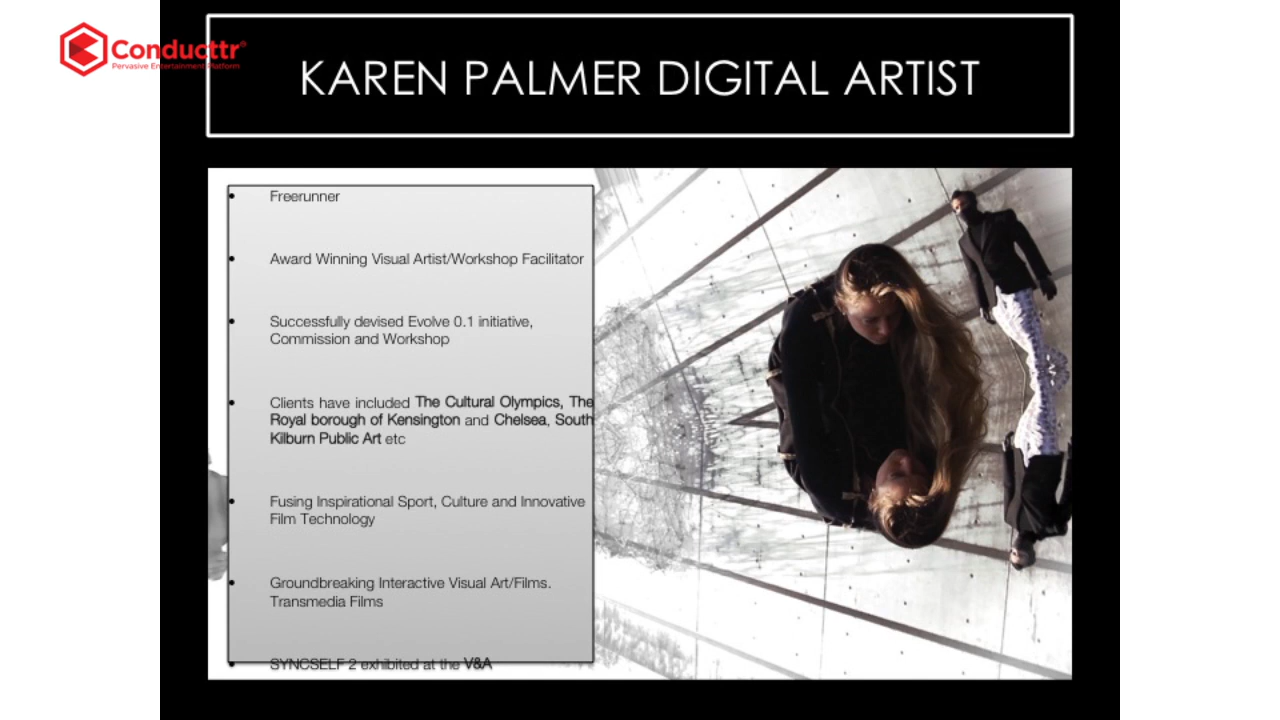 Conducttr®
Pervasive Entertainment Platform
KAREN PALMER DIGITAL ARTIST
• Freerunner
• Award Winning Visual Artist/Workshop Facilitator
• Successfully devised Evolve 0.1 initiative,
Commission and Workshop
• Clients have included The Cultural Olympics, The
Royal borough of Kensington and Chelsea, South
Kilburn Public Art etc
• Fusing Inspirational Sport, Culture and Innovative
Film Technology
• Groundbreaking Interactive Visual Art/Films.
Transmedia Films
• SYNCSELF 2 exhibited at the V&A